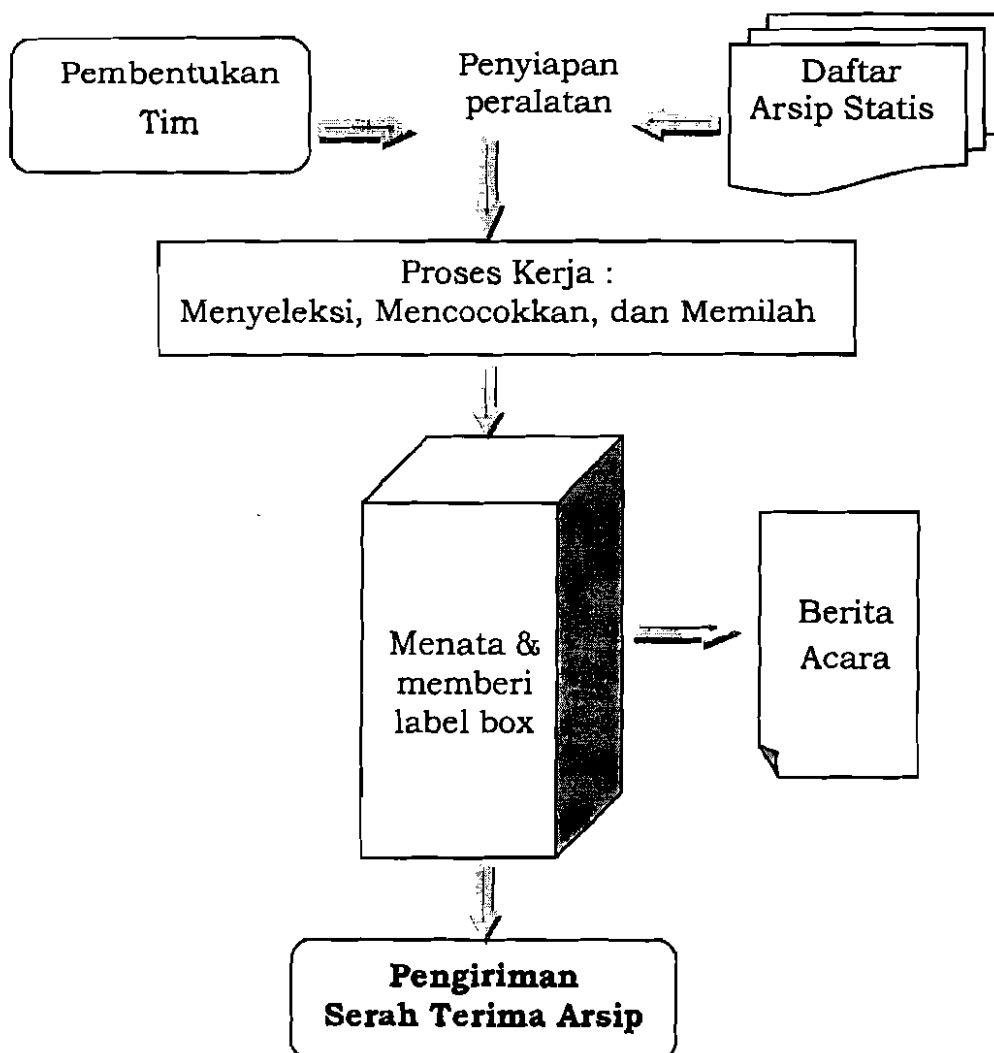 Pembentukan
Tim
Penyiapan
peralatan
Daftar
Arsip Statis
Proses Kerja :
Menyeleksi, Mencocokkan, dan Memilah
Menata &
memberi
label box
Berita
Acara
Pengiriman
Serah Terima Arsip